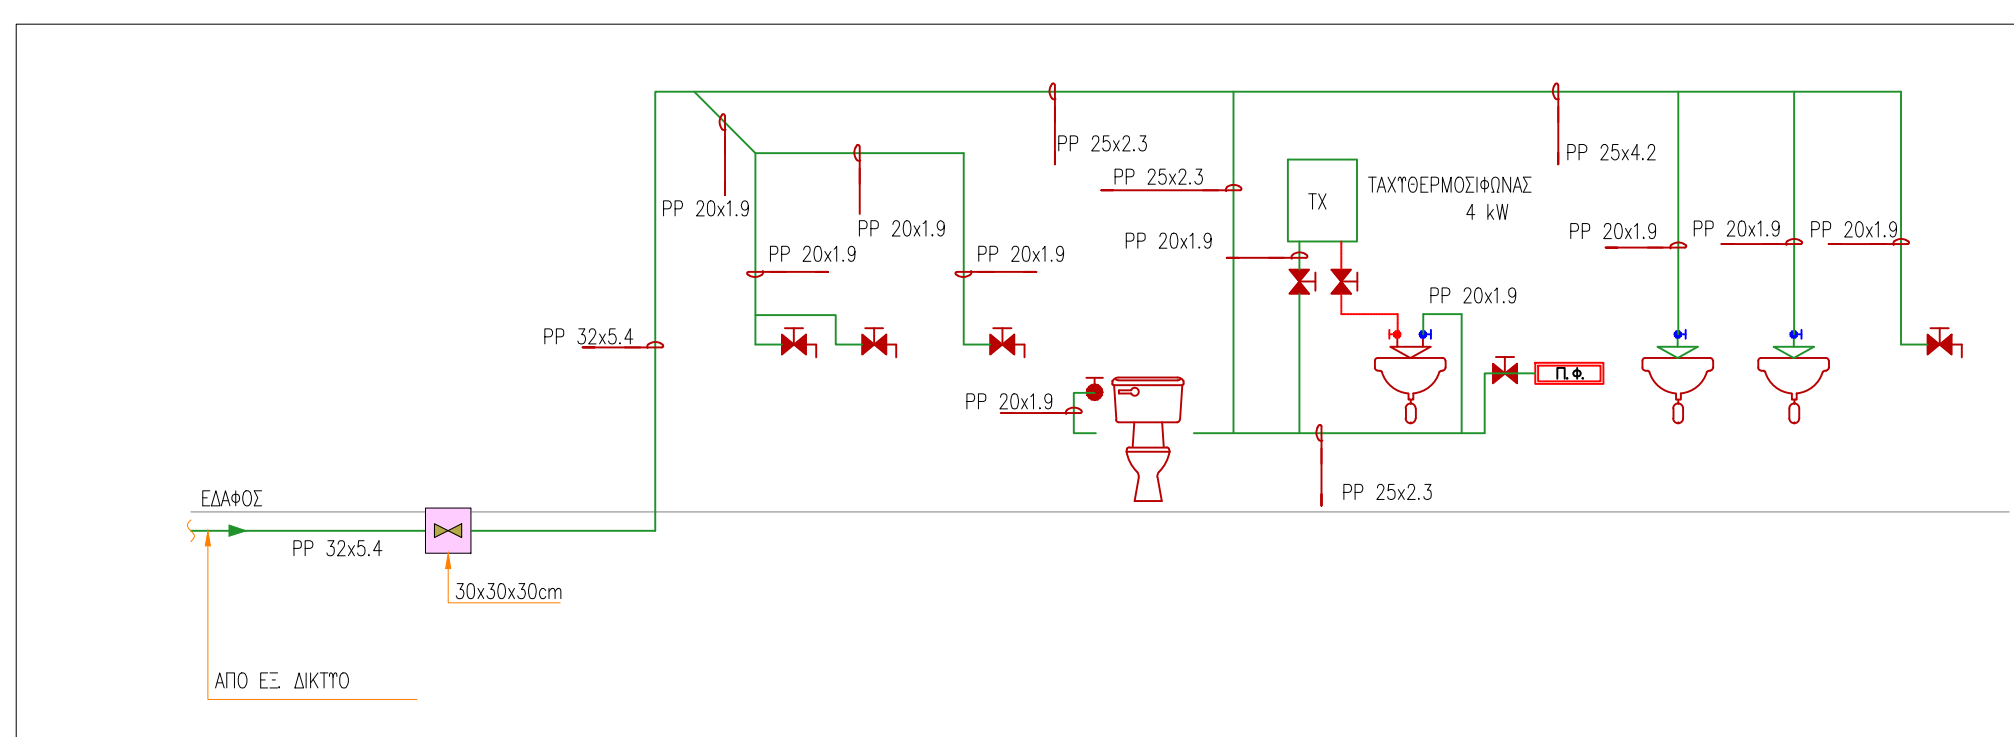 PP 25x2.3
PP 25x4.2
PP 25x2.3
ΤΧ
ΤΑΧΥΘΕΡΜΟΣΙΦΩΝΑΣ
4 kW
PP 20x1.9
PP 20x1.9
PP 20x1.9
PP 20x1.9
PP 20x1.9
PP 20x1.9
PP 20x1.9
PP 20x1.9
PP 20x1.9
PP 20x1.9
PP 32x5.4
Π.Φ.
PP 20x1.9
PP 25x2.3
ΕΔΑΦΟΣ
PP 32x5.4
30x30x30cm
ΑΠΟ ΕΞ. ΔΙΚΤΥΟ